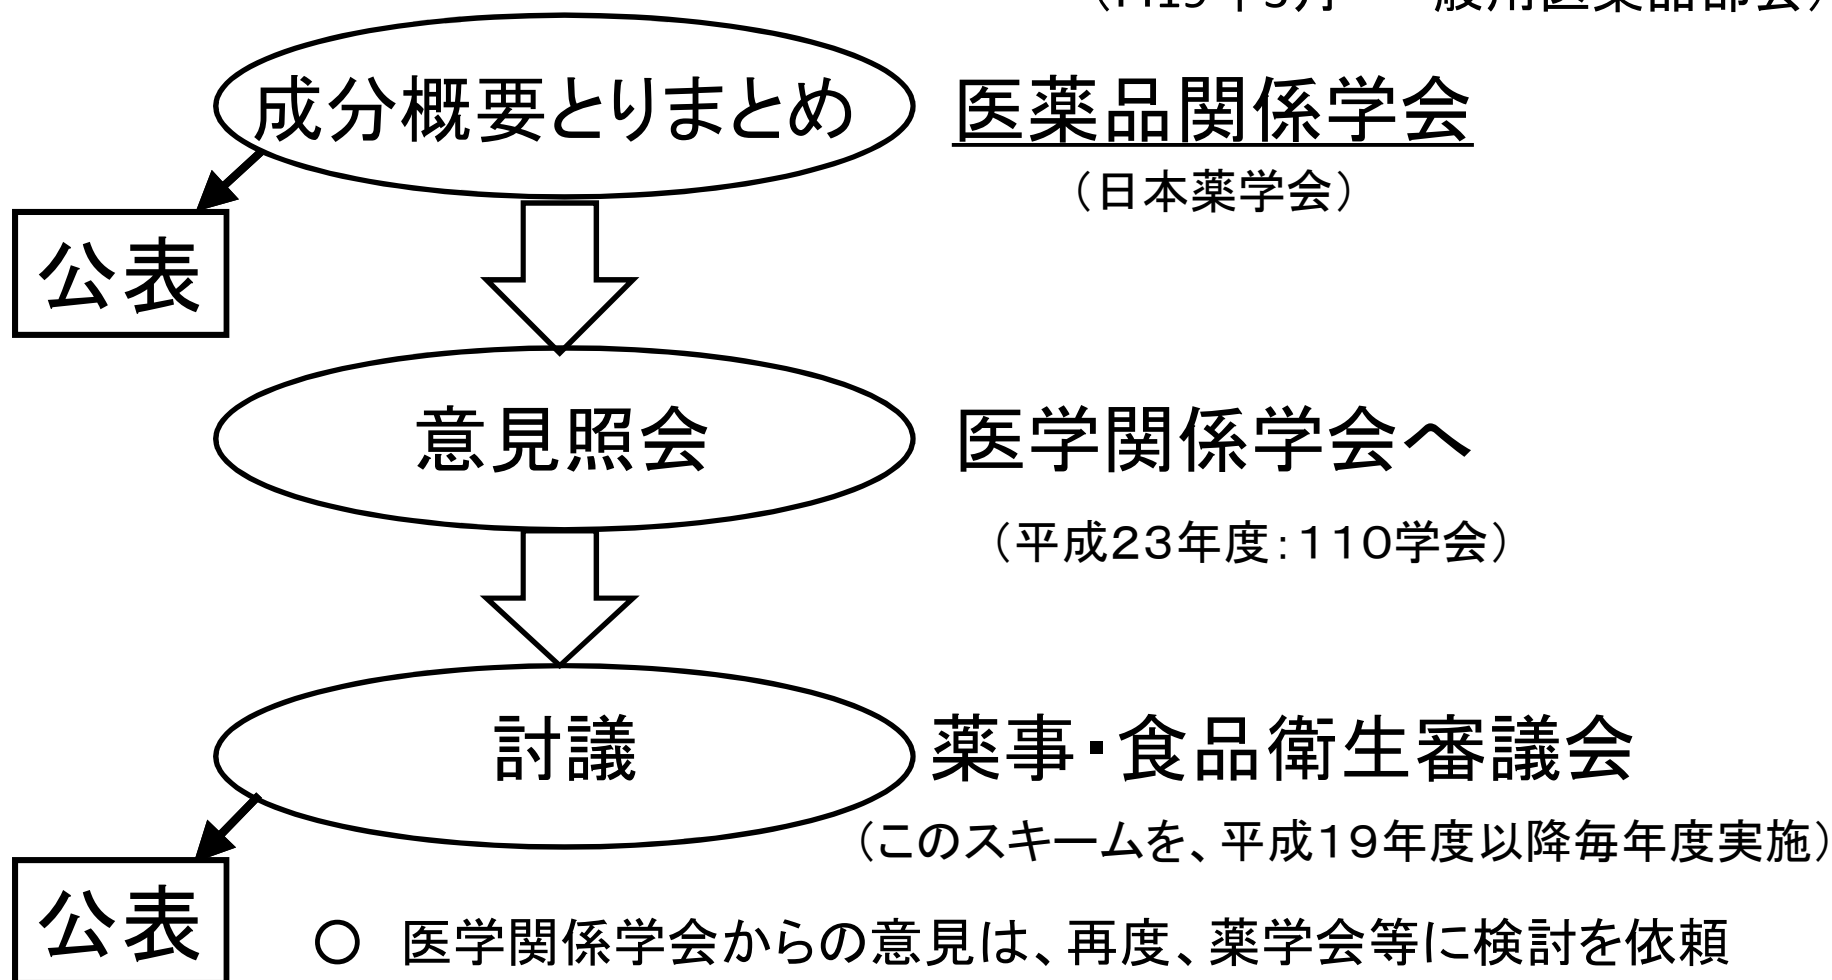 成分概要とりまとめ
医薬品関係学会
（日本薬学会）
公表
意見照会
医学関係学会へ
（平成２３年度：１１０学会）
討議
薬事・食品衛生審議会
（このスキームを、平成１９年度以降毎年度実施）
公表
○　医学関係学会からの意見は、再度、薬学会等に検討を依頼